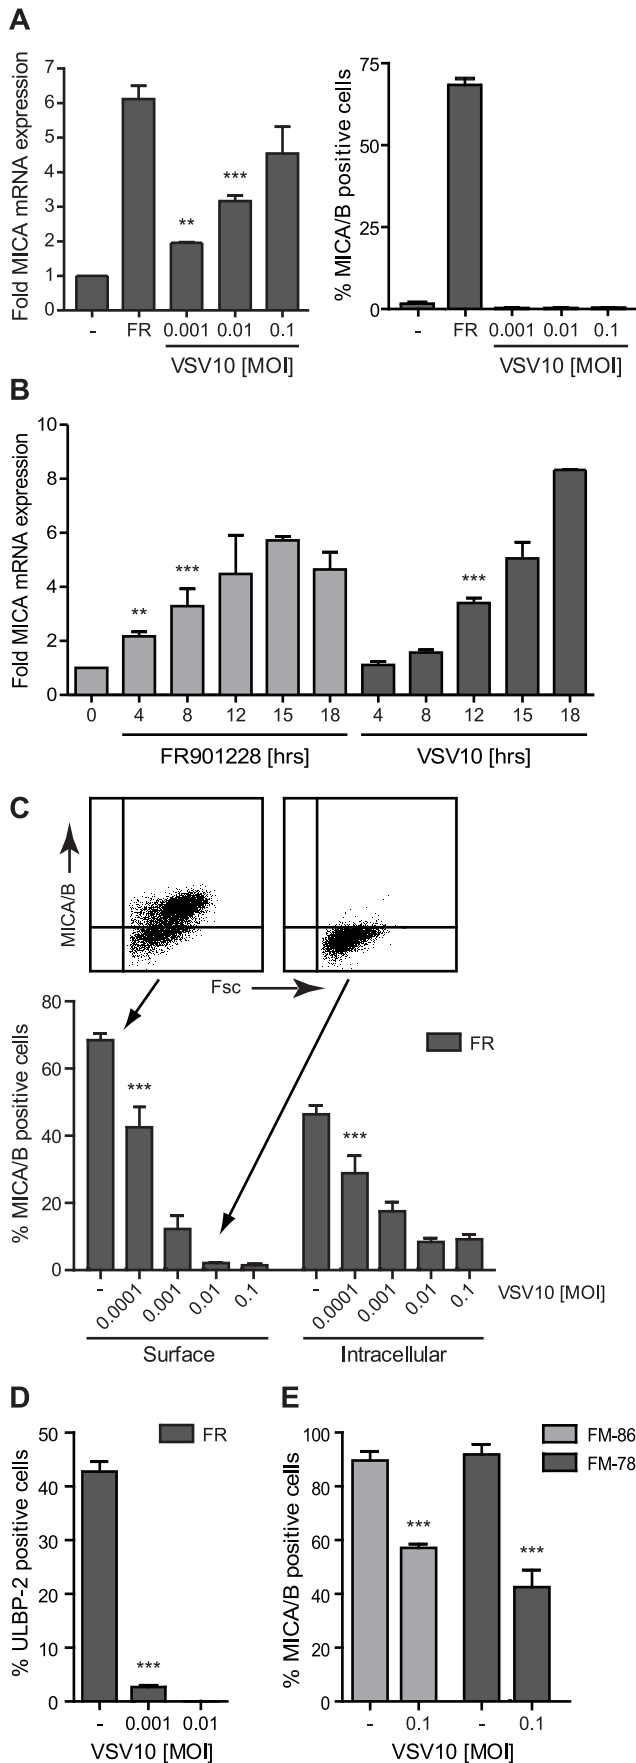 A
Fold MICA mRNA expression
7
6
5
4
3
2
1
0
**
***
- FR 0.001 0.01 0.1
VSV10 [MOI]
% MICA/B positive cells
75
50
25
0
- FR 0.001 0.01 0.1
VSV10 [MOI]
B
Fold MICA mRNA expression
10
8
6
4
2
0
**
***
***
0 4 8 12 15 18 4 8 12 15 18
FR901228 [hrs] VSV10 [hrs]
C
MICA/B
Fsc
% MICA/B positive cells
80
60
40
20
0
FR
***
***
- 0.0001 0.001 0.01 0.1 - 0.0001 0.001 0.01 0.1 VSV10 [MOI]
Surface Intracellular
D
FR
% ULBP-2 positive cells
50
40
30
20
10
0
***
- 0.001 0.01
VSV10 [MOI]
E
FM-86
FM-78
% MICA/B positive cells
100
80
60
40
20
0
***
***
- 0.1 - 0.1
VSV10 [MOI]